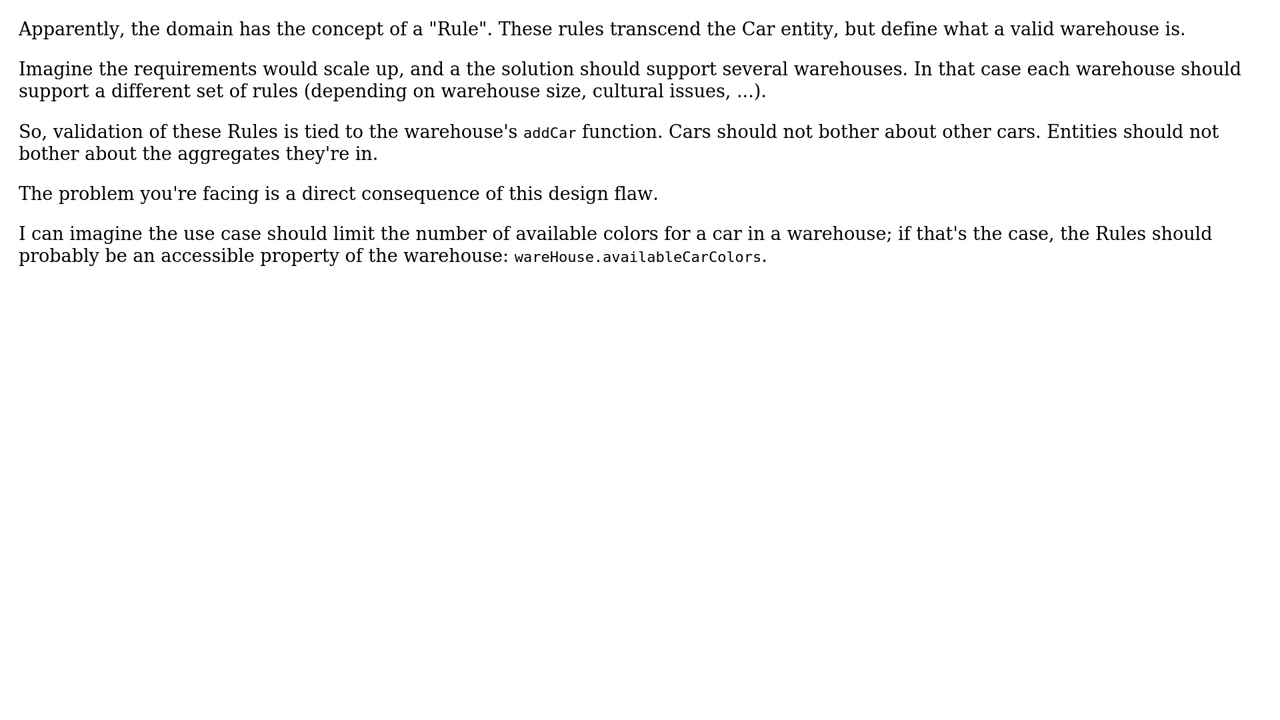 Apparently, the domain has the concept of a "Rule". These rules transcend the Car entity, but define what a valid warehouse is.
Imagine the requirements would scale up, and a the solution should support several warehouses. In that case each warehouse should
support a different set of rules (depending on warehouse size, cultural issues, ...).
So, validation of these Rules is tied to the warehouse's addCar function. Cars should not bother about other cars. Entities should not
bother about the aggregates they're in.
The problem you're facing is a direct consequence of this design flaw.
I can imagine the use case should limit the number of available colors for a car in a warehouse; if that's the case, the Rules should
probably be an accessible property of the warehouse: wareHouse.availableCarColors.